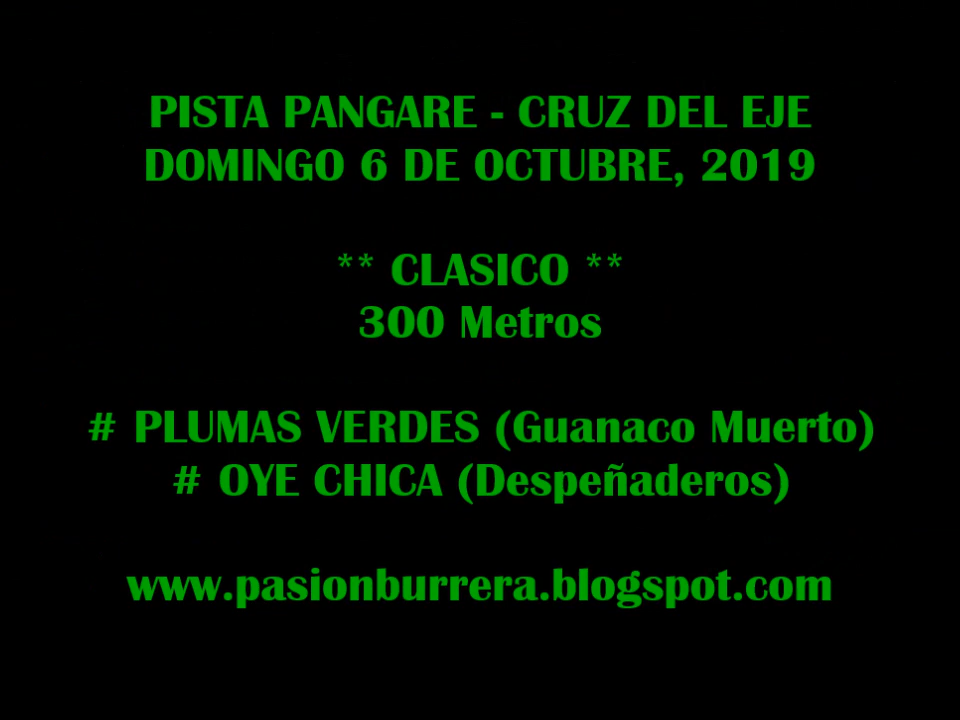 PISTA PANGARE - CRUZ DEL EJE
DOMINGO 6 DE OCTUBRE, 2019
** CLASICO **
300 Metros
# PLUMAS VERDES (Guanaco Muerto)
# OYE CHICA (Despeñaderos)
www.pasionburrera.blogspot.com